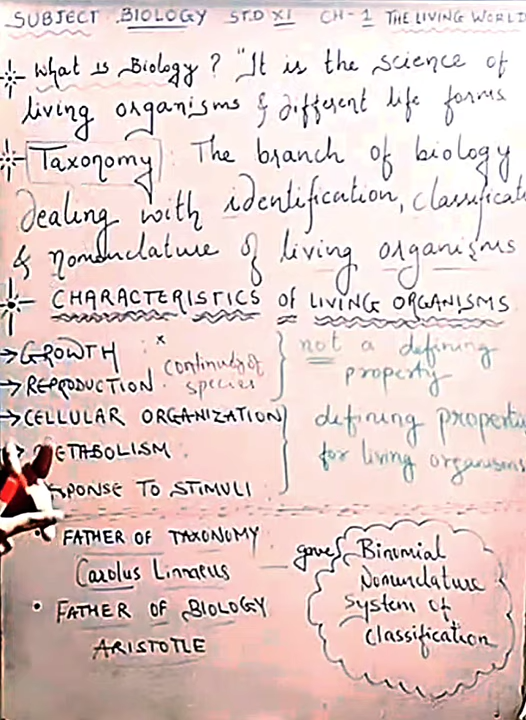 SUBJECT BIOLOGY STD XI CH-1 THE LIVING WORLD
What is Biology? "It is the science of
living organisms & different life forms
Taxonomy: The branch of biology
dealing with identification, classificat
& nomenclature of living organisms
CHARACTERISTICS of LIVING ORGANISMS
→ GROWTH x
→ REPRODUCTION. continuity of species
not a defining
property
→ CELLULAR ORGANIZATION
ETABOLISM
SPONSE TO STIMULI
defining property
for living organisms
• FATHER OF TAXONOMY
Carolus Linnaeus
gave Binomial
Nomenclature
System of
Classification
• FATHER OF BIOLOGY
ARISTOTLE